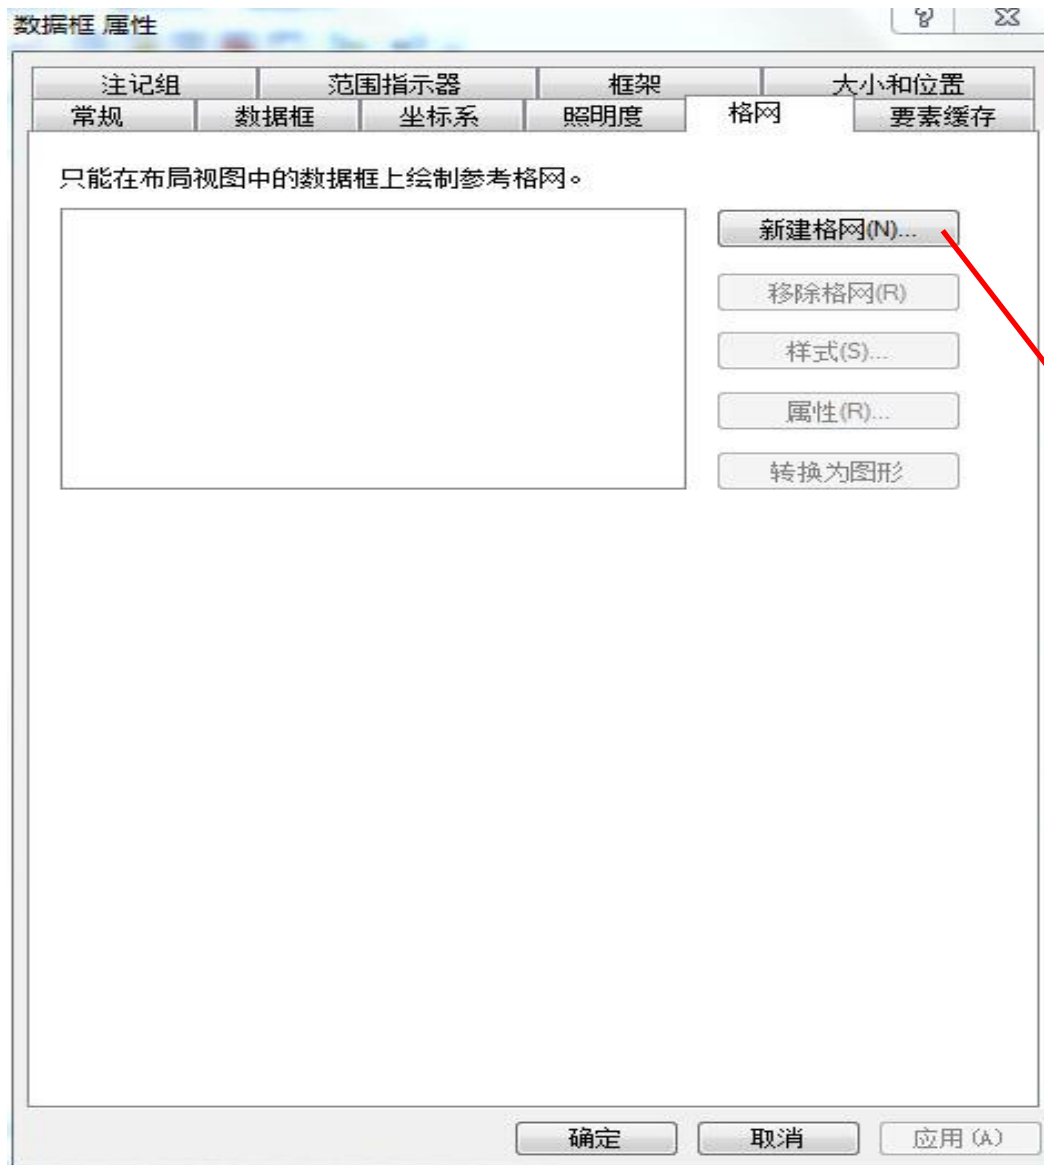 数据框 属性
注记组 范围指示器 框架 大小和位置
常规 数据框 坐标系 照明度 格网 要素缓存
只能在布局视图中的数据框上绘制参考格网。
新建格网(N)...
移除格网(R)
样式(S)...
属性(R)...
转换为图形
确定 取消 应用(A)